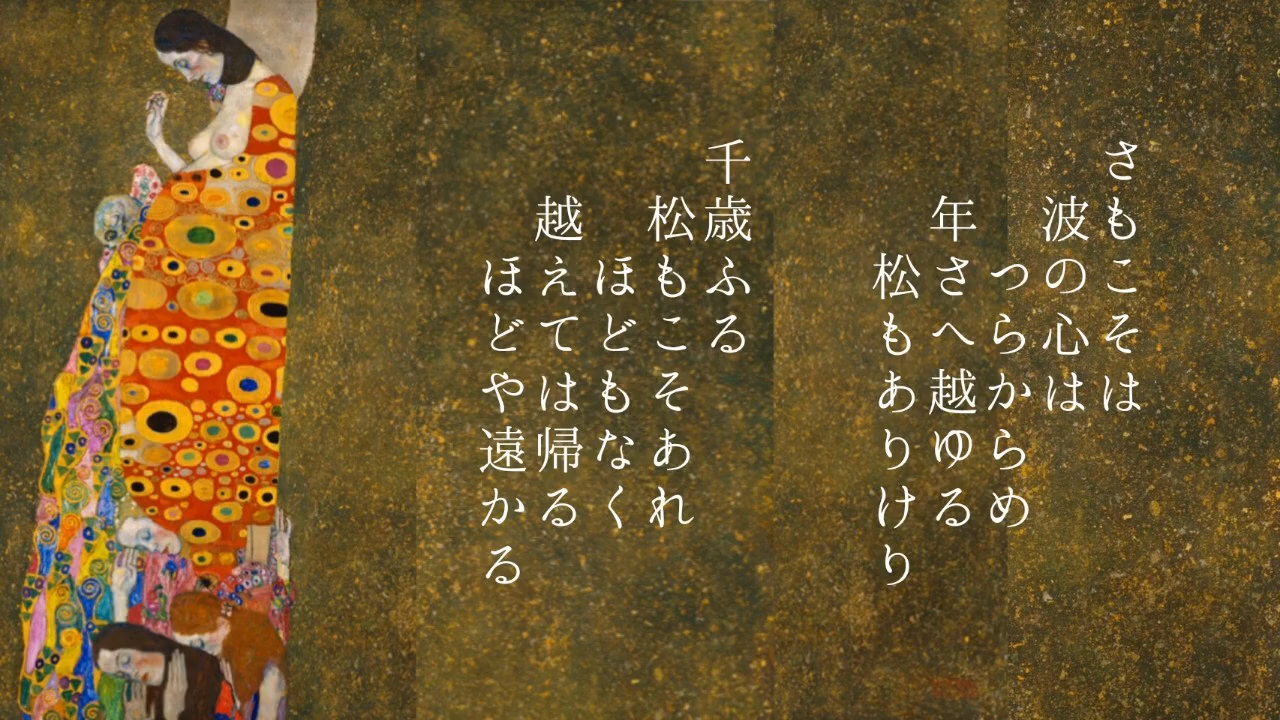 さもこそは
波の心は
つらからめ
年さへ越ゆる
松もありけり
千歳ふる
松もこそあれ
ほどもなく
越えては帰る
ほどや遠かる